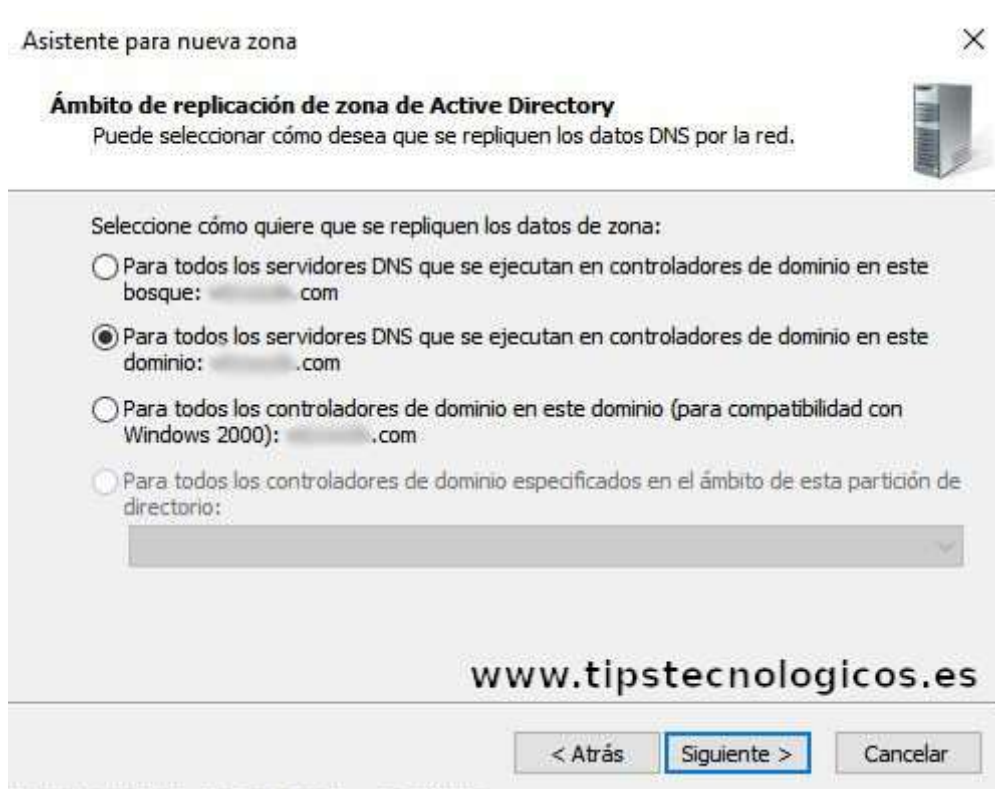 Asistente para nueva zona
Ámbito de replicación de zona de Active Directory
Puede seleccionar cómo desea que se repliquen los datos DNS por la red.
Seleccione cómo quiere que se repliquen los datos de zona:
Para todos los servidores DNS que se ejecutan en controladores de dominio en este
bosque: .com
Para todos los servidores DNS que se ejecutan en controladores de dominio en este
dominio: .com
Para todos los controladores de dominio en este dominio (para compatibilidad con
Windows 2000): .com
Para todos los controladores de dominio especificados en el ámbito de esta partición de
directorio:
www.tipstecnologicos.es
< Atrás Siguiente > Cancelar